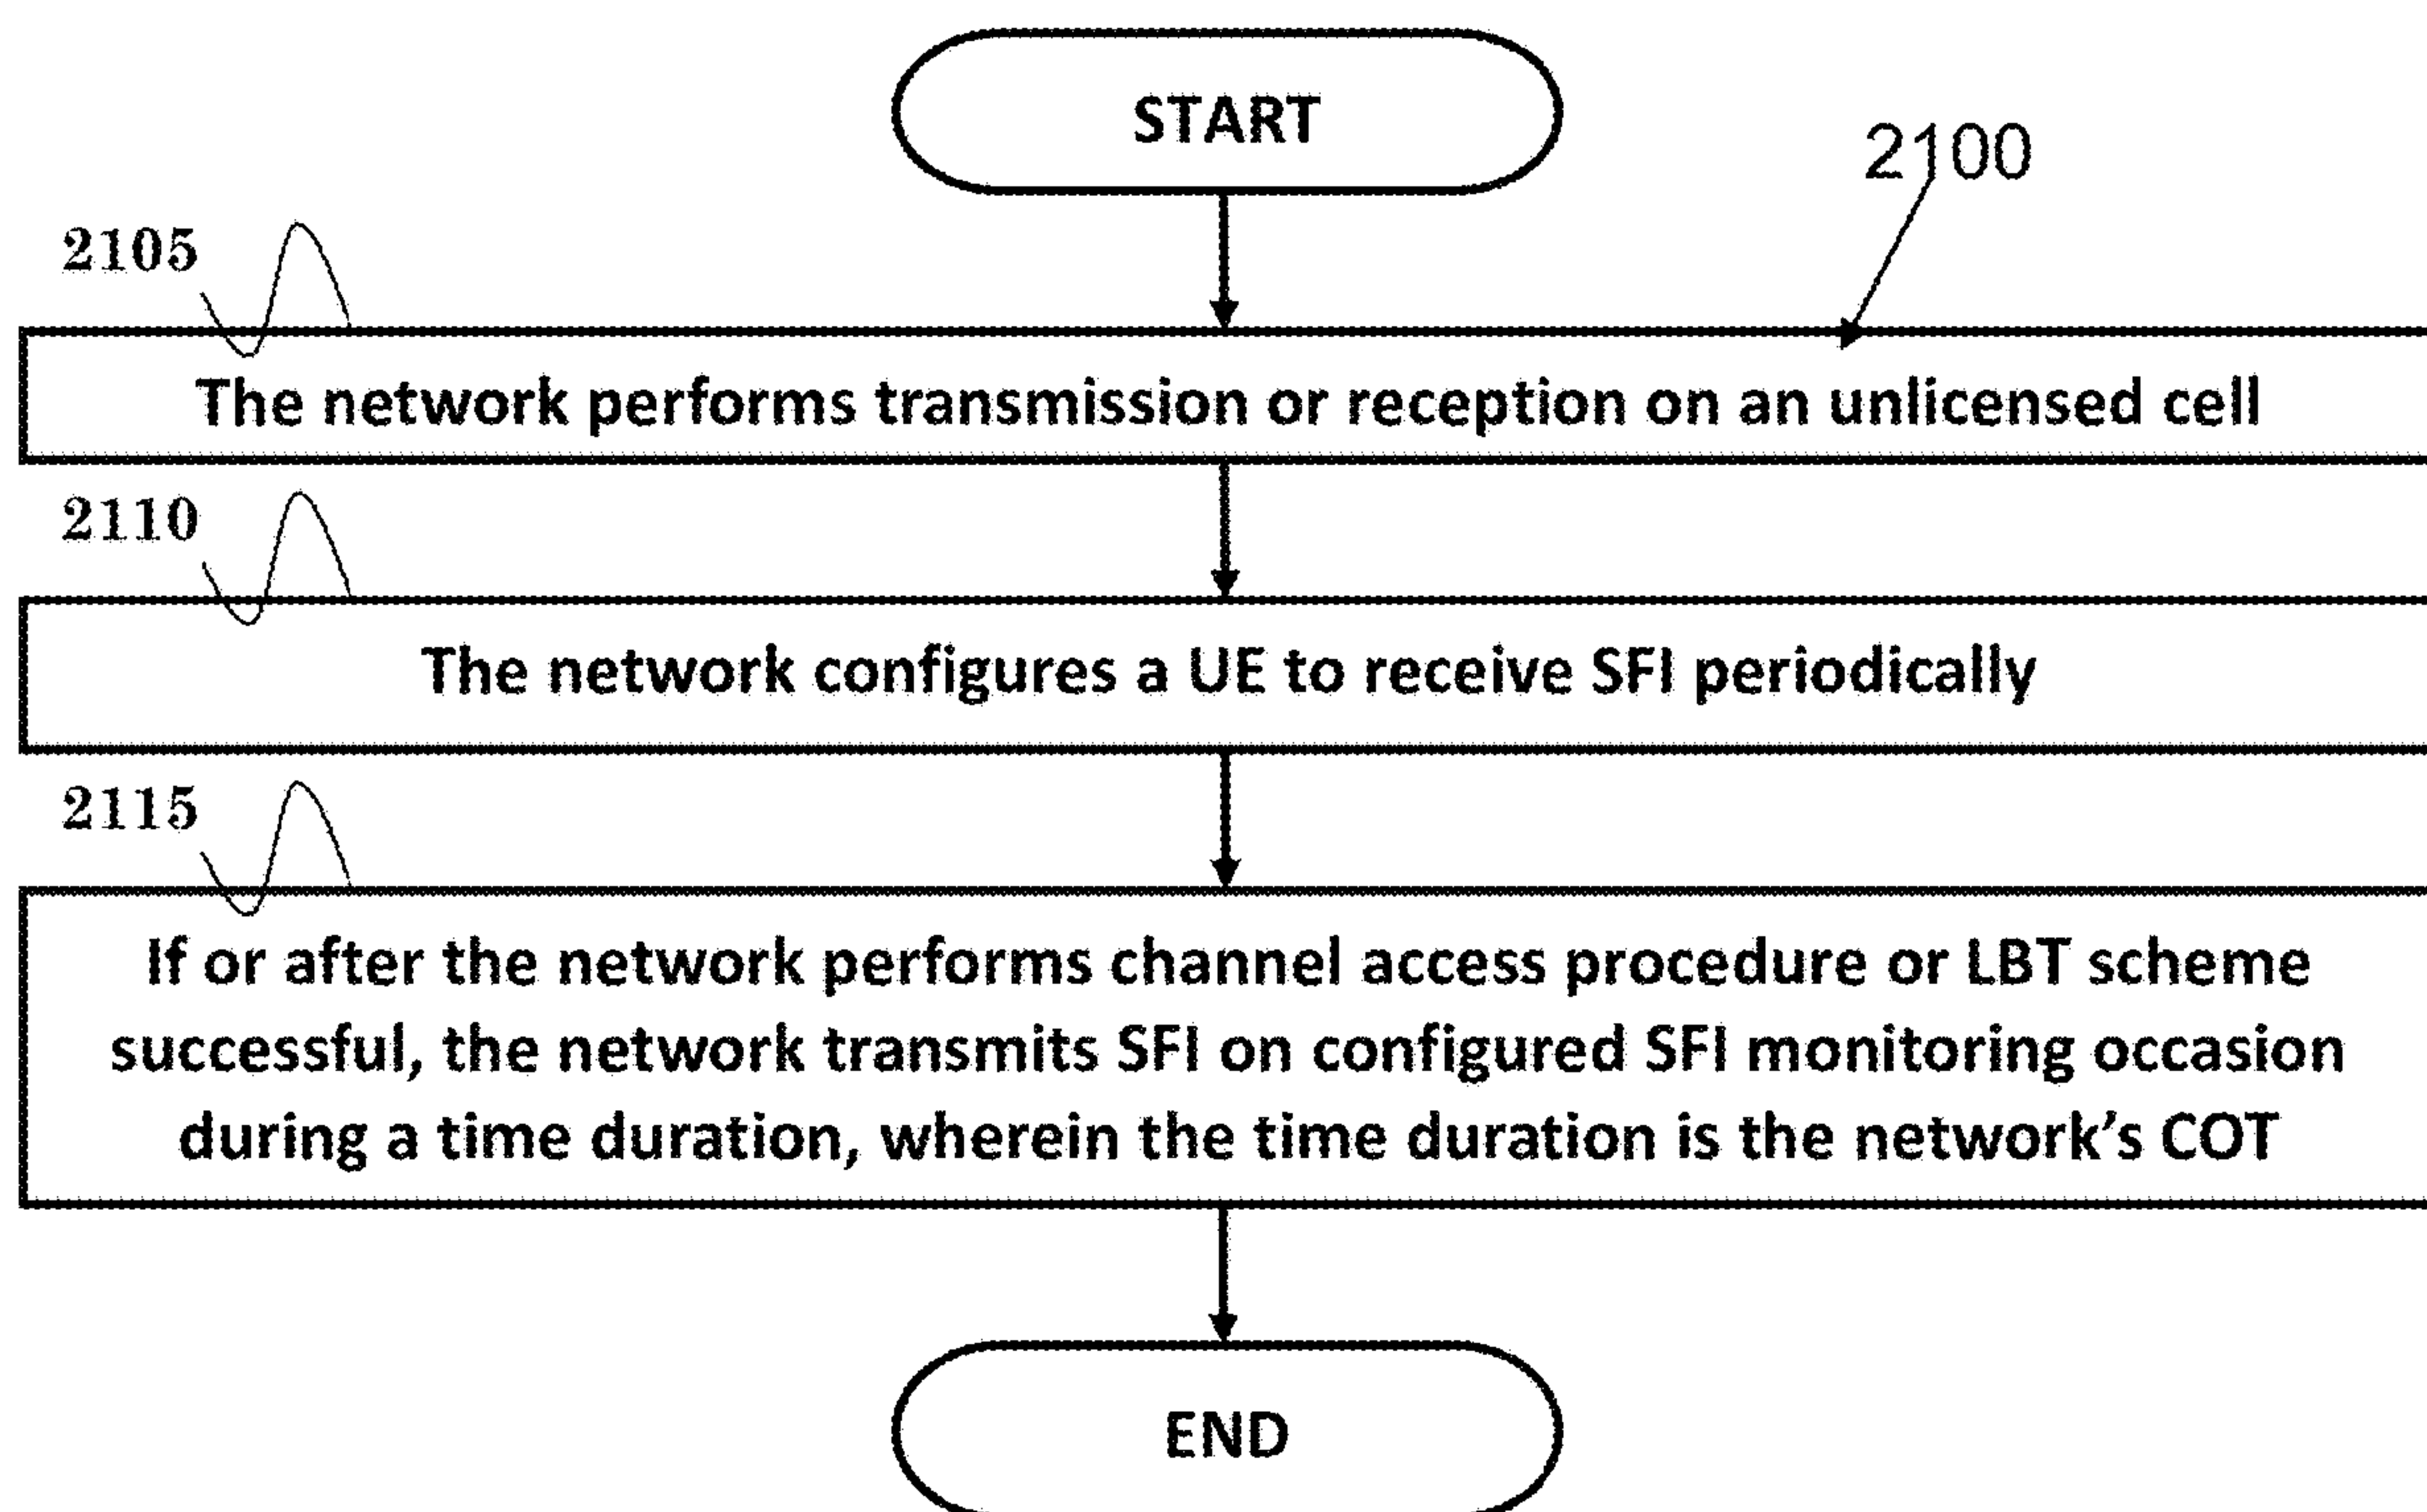 START
2100
2105
The network performs transmission or reception on an unlicensed cell
2110
The network configures a UE to receive SFI periodically
2115
If or after the network performs channel access procedure or LBT scheme
successful, the network transmits SFI on configured SFI monitoring occasion
during a time duration, wherein the time duration is the network’s COT
END